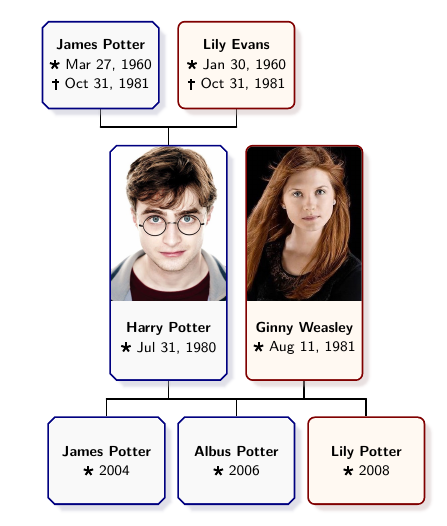 James Potter
★ Mar 27, 1960
† Oct 31, 1981
Lily Evans
★ Jan 30, 1960
† Oct 31, 1981
Harry Potter
★ Jul 31, 1980
Ginny Weasley
★ Aug 11, 1981
James Potter
★ 2004
Albus Potter
★ 2006
Lily Potter
★ 2008